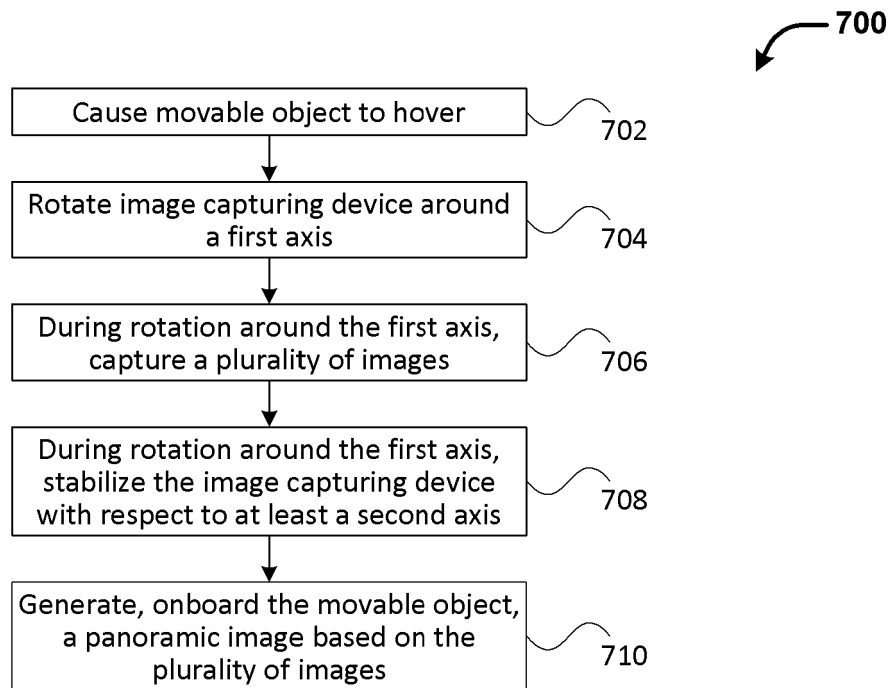 700
Cause movable object to hover
702
Rotate image capturing device around
a first axis
704
During rotation around the first axis,
capture a plurality of images
706
During rotation around the first axis,
stabilize the image capturing device
with respect to at least a second axis
708
Generate, onboard the movable object,
a panoramic image based on the
plurality of images
710